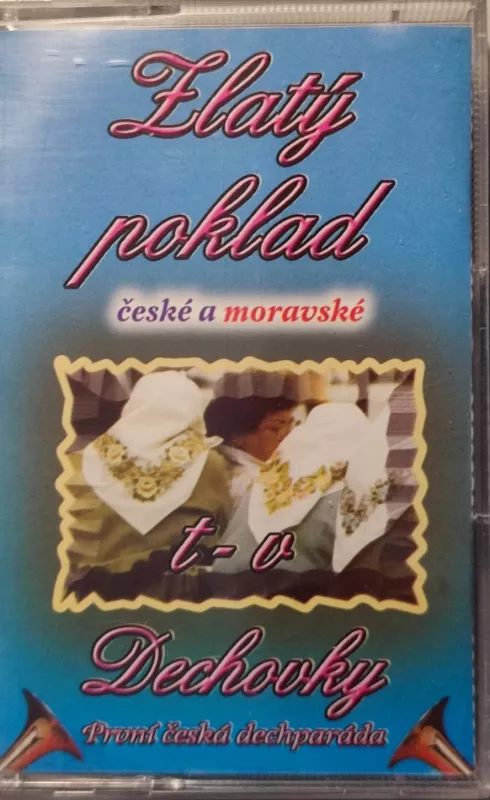 Zlatý
poklad
české a moravské
t - v
Dechovky
První česká dechparáda